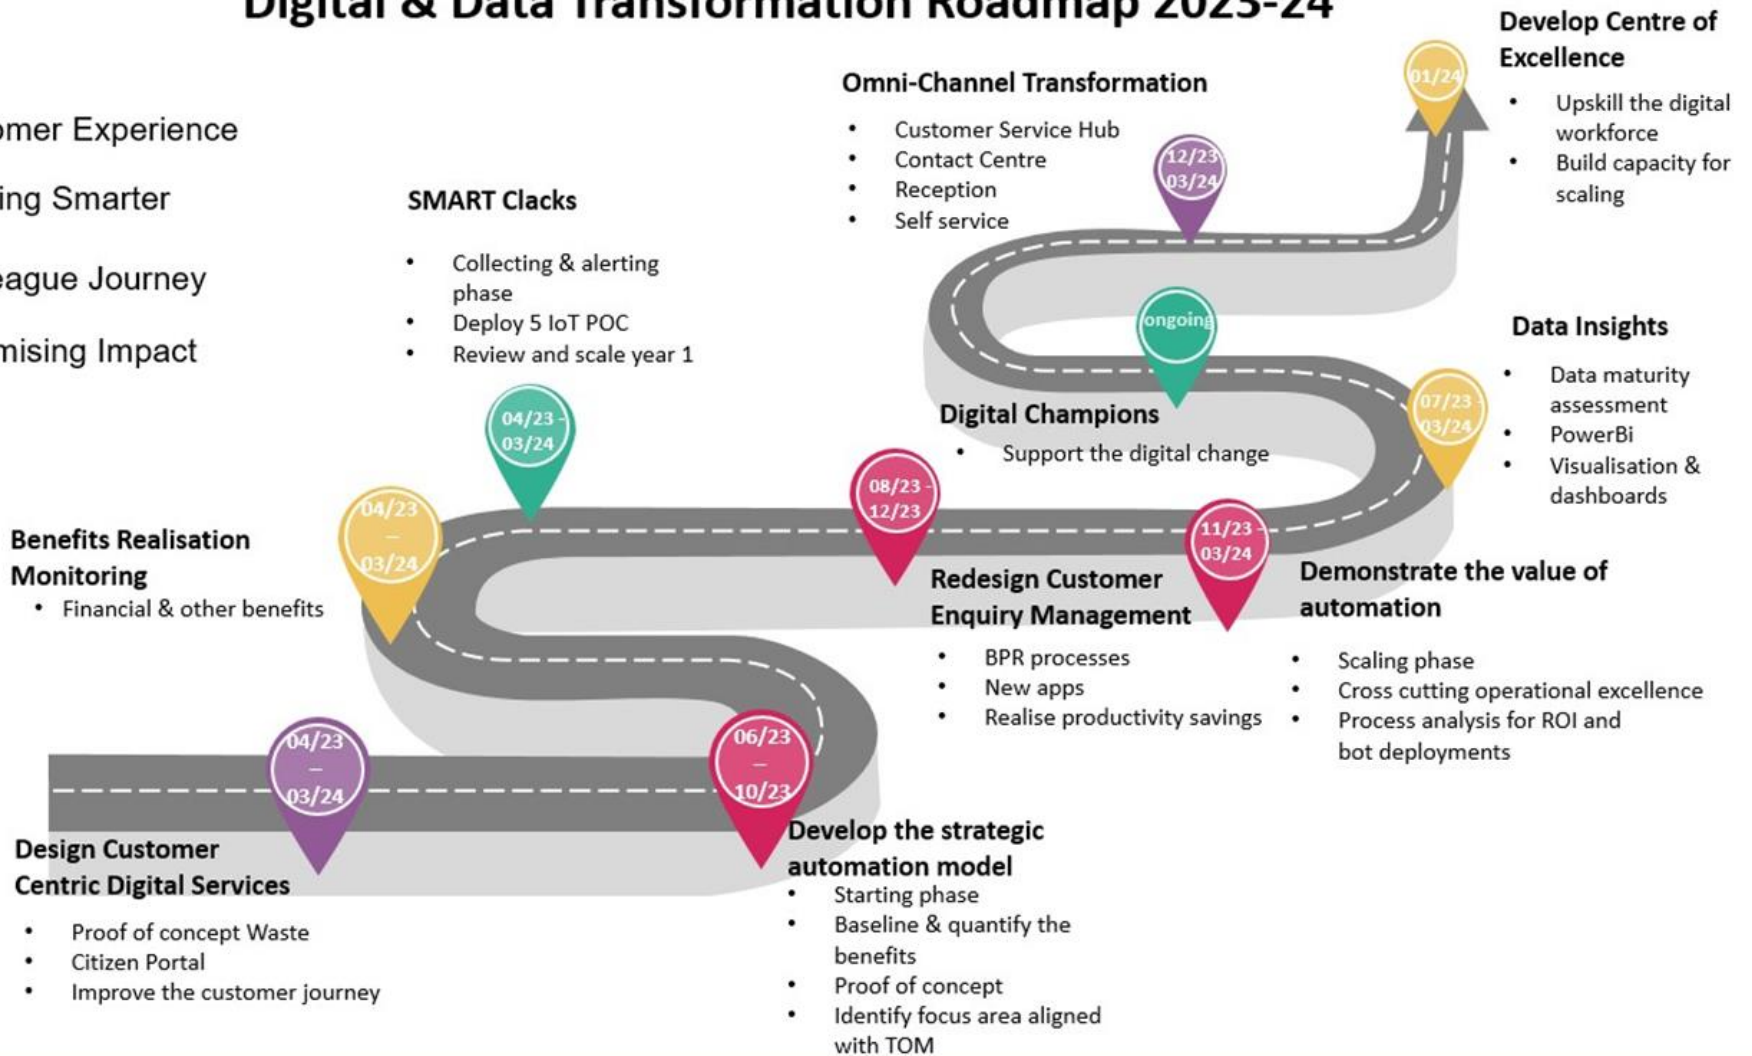 Digital & Data Transformation Roadmap 2023-24
omer Experience
ing Smarter
eague Journey
mising Impact
SMART Clacks
• Collecting & alerting
phase
• Deploy 5 IoT POC
• Review and scale year 1
04/23 -
03/24
Omni-Channel Transformation
• Customer Service Hub
• Contact Centre
• Reception
• Self service
12/23
03/24
01/24
Develop Centre of
Excellence
• Upskill the digital
workforce
• Build capacity for
scaling
ongoing
Digital Champions
• Support the digital change
07/23 -
03/24
Data Insights
• Data maturity
assessment
• PowerBi
• Visualisation &
dashboards
04/23
–
03/24
Benefits Realisation
Monitoring
• Financial & other benefits
08/23 -
12/23
Redesign Customer
Enquiry Management
• BPR processes
• New apps
• Realise productivity savings
11/23 -
03/24
Demonstrate the value of
automation
• Scaling phase
• Cross cutting operational excellence
• Process analysis for ROI and
bot deployments
04/23
–
03/24
Design Customer
Centric Digital Services
• Proof of concept Waste
• Citizen Portal
• Improve the customer journey
06/23
–
10/23
Develop the strategic
automation model
• Starting phase
• Baseline & quantify the
benefits
• Proof of concept
• Identify focus area aligned
with TOM